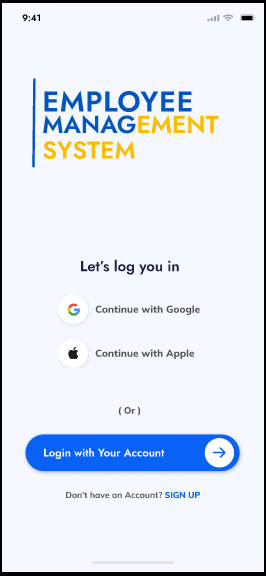 9:41
EMPLOYEE
MANAGEMENT
SYSTEM
Let's log you in
Continue with Google
Continue with Apple
( Or )
Login with Your Account
Don't have an Account? SIGN UP